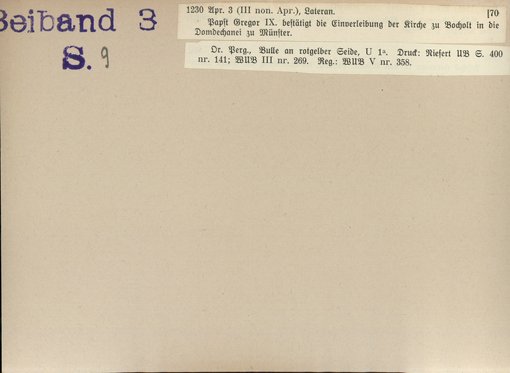 Beiband 3
S. 9
1230 Apr. 3 (III non. Apr.), Lateran. [70
Papst Gregor IX. bestätigt die Einverleibung der Kirche zu Bocholt in die
Domdechanei zu Münster.
Or. Perg., Bulle an rotgelber Seide, U 1ª. Druck: Niesert UB S. 400
nr. 141; WUB III nr. 269. Reg.: WUB V nr. 358.